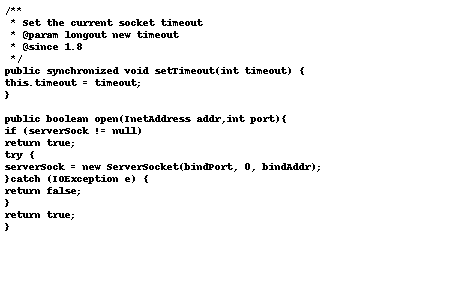 /**
* Set the current socket timeout
* @param longout new timeout
* @since 1.8
*/
public synchronized void setTimeout(int timeout) {
this.timeout = timeout;
}
public boolean open(InetAddress addr,int port){
if (serverSock != null)
return true;
try {
serverSock = new ServerSocket(bindPort, 0, bindAddr);
}catch (IOException e) {
return false;
}
return true;
}